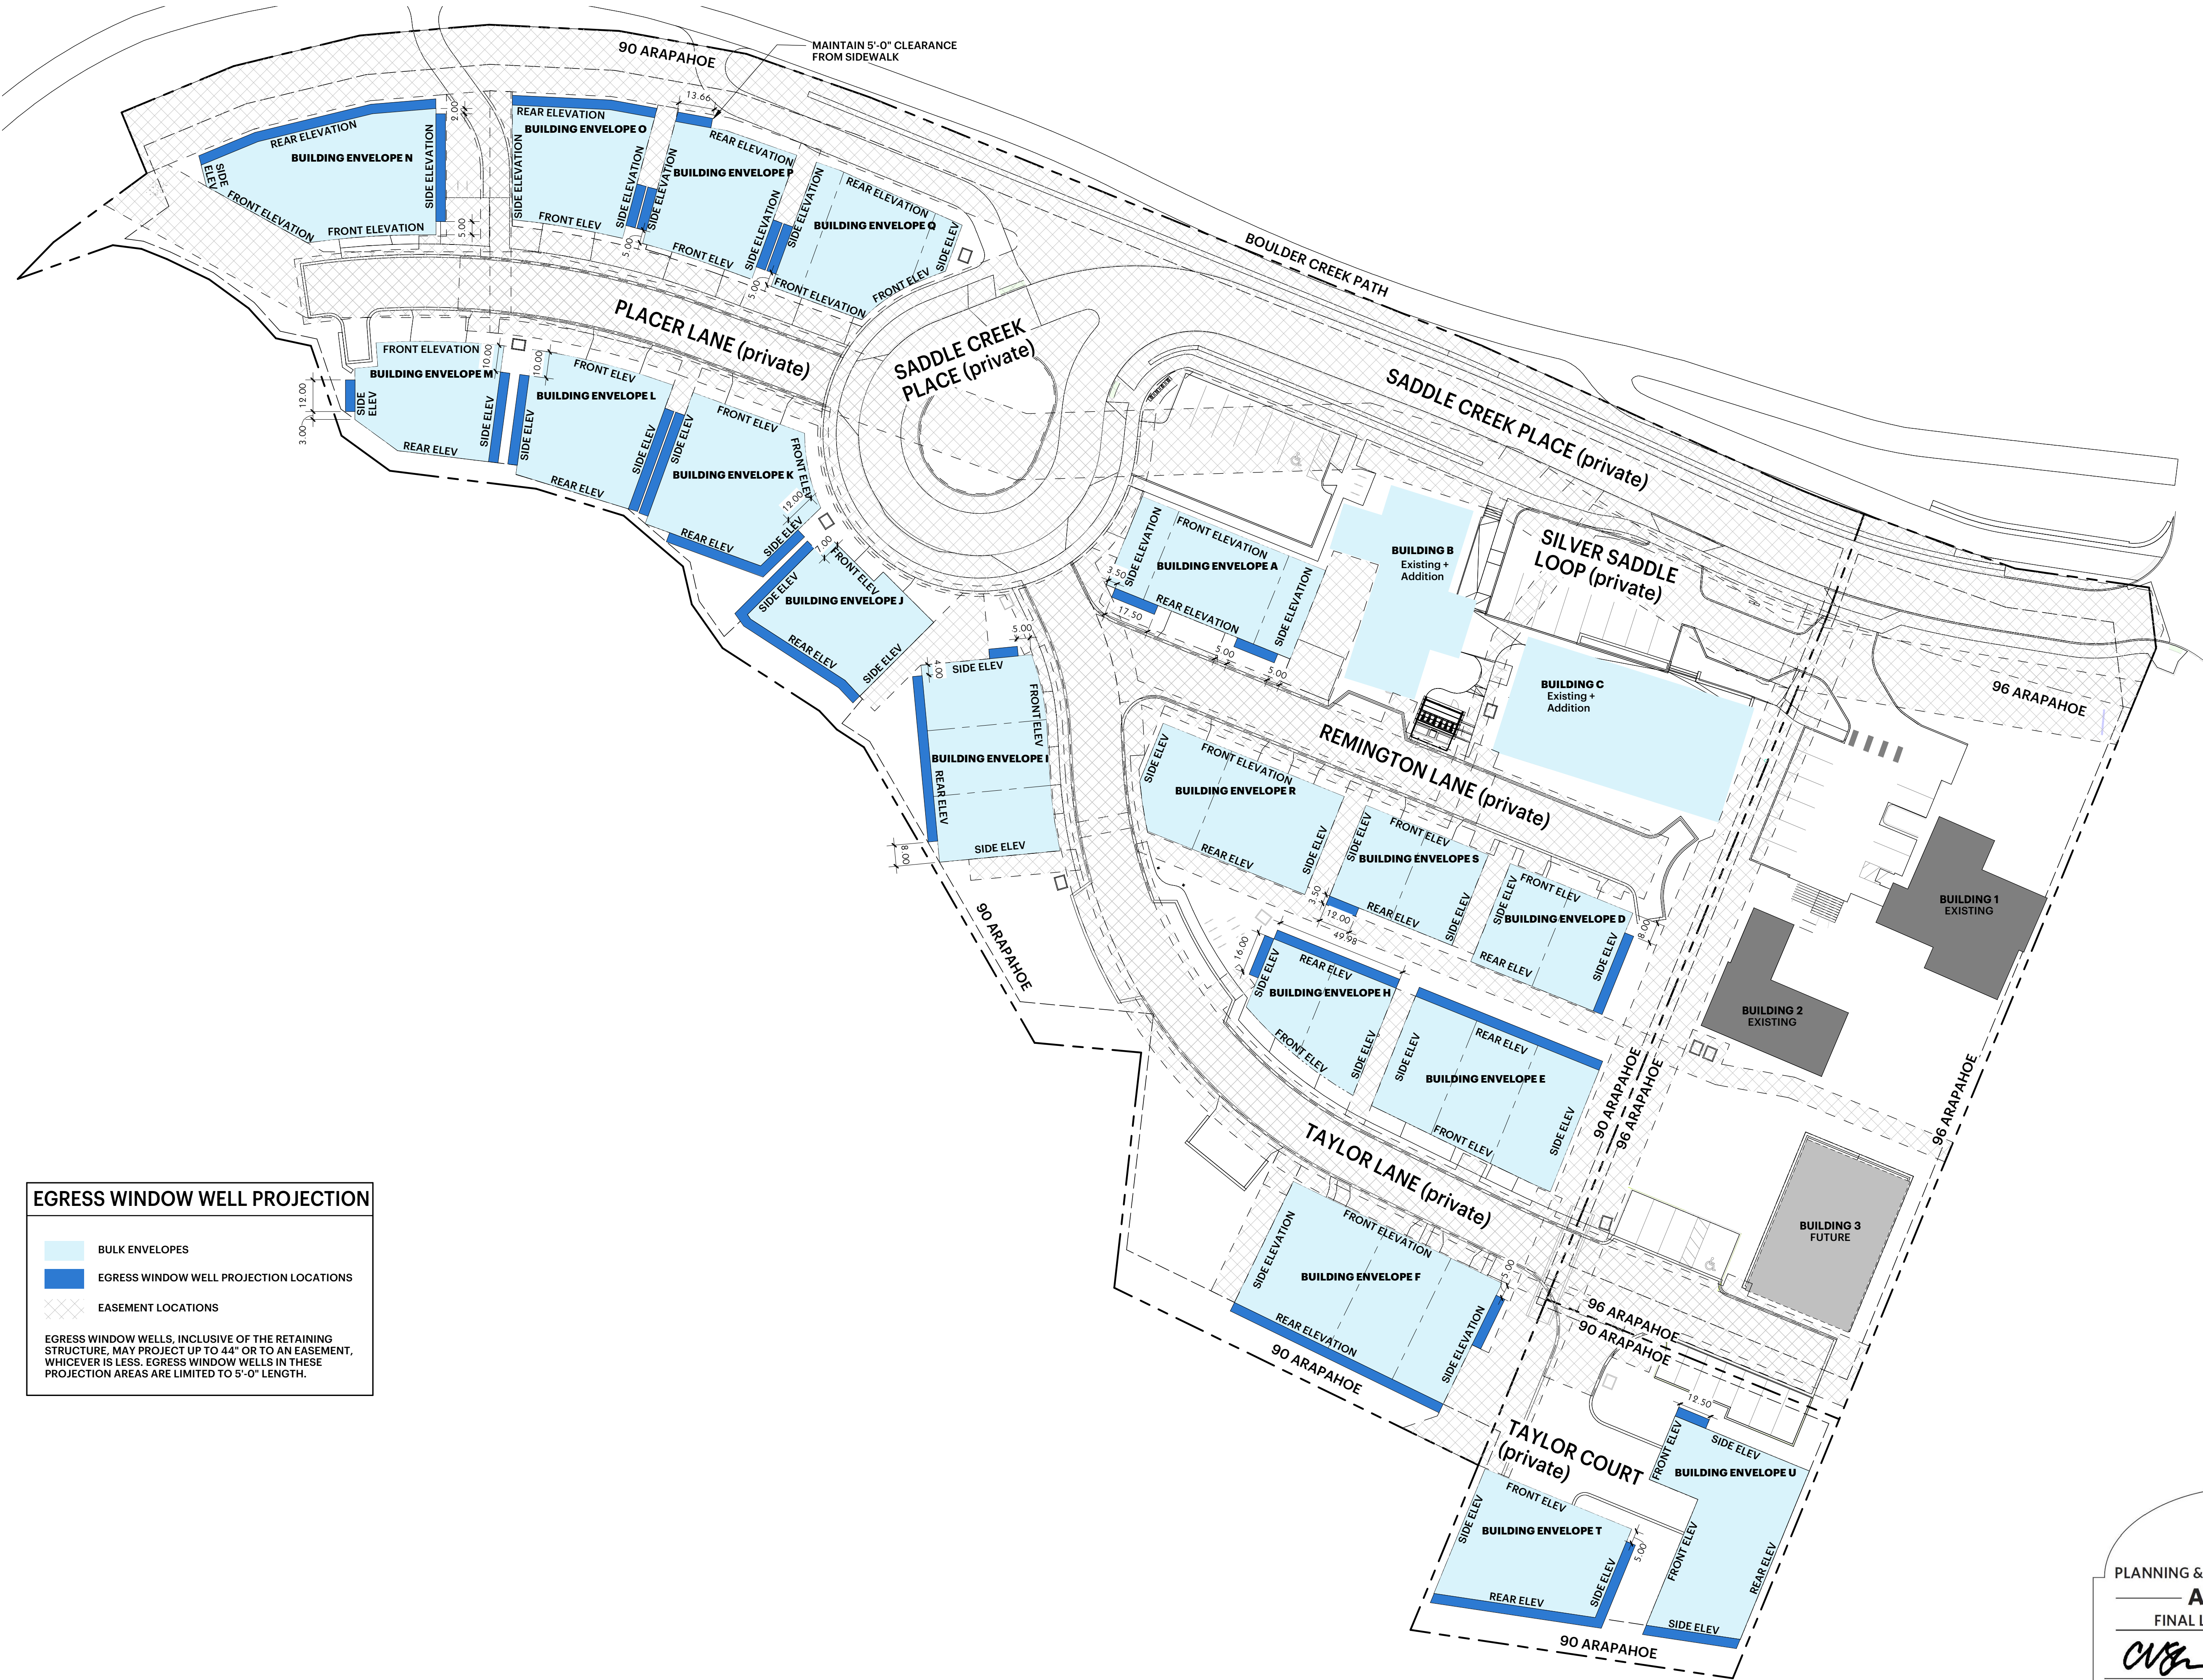 90 ARAPAHOE
MAINTAIN 5'-0" CLEARANCE
FROM SIDEWALK
13.66
2.00
REAR ELEVATION
BUILDING ENVELOPE N
SIDE
ELEV
SIDE ELEVATION
FRONT ELEVATION
FRONT ELEVATION
5.00
REAR ELEVATION
BUILDING ENVELOPE O
SIDE ELEVATION
SIDE ELEVATION
FRONT ELEV
5.00
REAR ELEVATION
BUILDING ENVELOPE P
SIDE ELEVATION
SIDE ELEVATION
FRONT ELEV
5.00
REAR ELEVATION
BUILDING ENVELOPE Q
SIDE ELEVATION
SIDE ELEV
FRONT ELEVATION
FRONT ELEV
BOULDER CREEK PATH
PLACER LANE (private)
SADDLE CREEK
PLACE (private)
SADDLE CREEK PLACE (private)
FRONT ELEVATION
10.00
BUILDING ENVELOPE M
12.00
3.00
SIDE
ELEV
SIDE ELEV
REAR ELEV
10.00
FRONT ELEV
BUILDING ENVELOPE L
SIDE ELEV
SIDE ELEV
REAR ELEV
FRONT ELEV
FRONT ELEV
SIDE ELEV
BUILDING ENVELOPE K
12.00
REAR ELEV
SIDE ELEV
7.00
FRONT ELEV
SIDE ELEV
BUILDING ENVELOPE J
REAR ELEV
SIDE ELEV
5.00
4.00
SIDE ELEV
FRONT ELEV
BUILDING ENVELOPE I
REAR ELEV
SIDE ELEV
8.00
90 ARAPAHOE
SIDE ELEVATION
FRONT ELEVATION
BUILDING ENVELOPE A
3.50
17.50
REAR ELEVATION
SIDE ELEVATION
5.00
5.00
BUILDING B
Existing +
Addition
SILVER SADDLE
LOOP (private)
BUILDING C
Existing +
Addition
96 ARAPAHOE
REMINGTON LANE (private)
SIDE ELEV
FRONT ELEVATION
BUILDING ENVELOPE R
REAR ELEV
SIDE ELEV
SIDE ELEV
FRONT ELEV
BUILDING ENVELOPE S
3.50
12.00
REAR ELEV
SIDE ELEV
FRONT ELEV
SIDE ELEV
BUILDING ENVELOPE D
REAR ELEV
SIDE ELEV
8.00
49.98
16.00
REAR ELEV
SIDE ELEV
BUILDING ENVELOPE H
FRONT ELEV
SIDE ELEV
REAR ELEV
SIDE ELEV
BUILDING ENVELOPE E
FRONT ELEV
SIDE ELEV
BUILDING 1
EXISTING
BUILDING 2
EXISTING
90 ARAPAHOE
96 ARAPAHOE
96 ARAPAHOE
TAYLOR LANE (private)
BUILDING 3
FUTURE
FRONT ELEVATION
SIDE ELEVATION
BUILDING ENVELOPE F
5.00
REAR ELEVATION
SIDE ELEVATION
90 ARAPAHOE
96 ARAPAHOE
90 ARAPAHOE
12.50
TAYLOR COURT
(private)
FRONT ELEV
SIDE ELEV
BUILDING ENVELOPE U
FRONT ELEV
REAR ELEV
SIDE ELEV
FRONT ELEV
SIDE ELEV
BUILDING ENVELOPE T
5.00
SIDE ELEV
REAR ELEV
90 ARAPAHOE
EGRESS WINDOW WELL PROJECTION
BULK ENVELOPES
EGRESS WINDOW WELL PROJECTION LOCATIONS
EASEMENT LOCATIONS
EGRESS WINDOW WELLS, INCLUSIVE OF THE RETAINING
STRUCTURE, MAY PROJECT UP TO 44" OR TO AN EASEMENT,
WHICEVER IS LESS. EGRESS WINDOW WELLS IN THESE
PROJECTION AREAS ARE LIMITED TO 5'-0" LENGTH.
PLANNING &
A
FINAL L